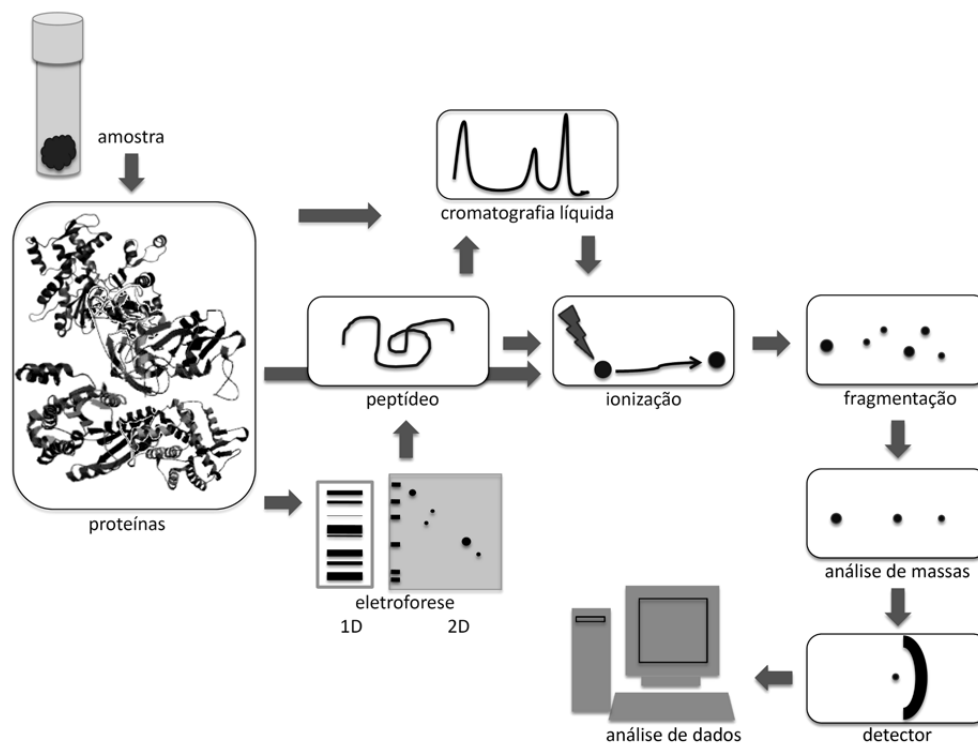 amostra
cromatografia líquida
peptídeo
ionização
fragmentação
proteínas
eletroforese
1D 2D
análise de massas
análise de dados
detector